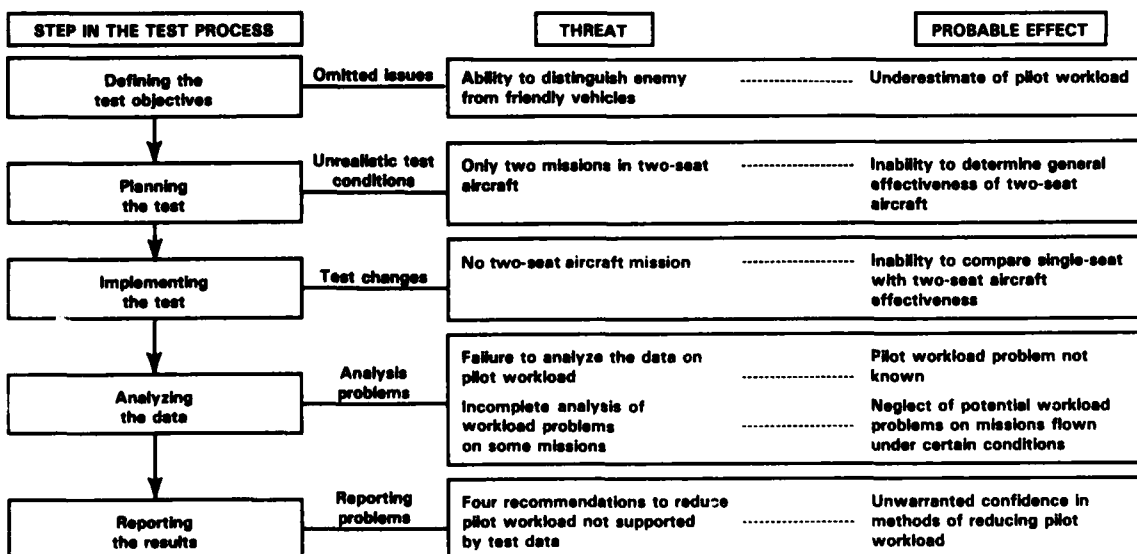 STEP IN THE TEST PROCESS
THREAT
PROBABLE EFFECT
Defining the
test objectives
Omitted issues
Ability to distinguish enemy
from friendly vehicles
Underestimate of pilot workload
Planning
the test
Unrealistic test
conditions
Only two missions in two-seat
aircraft
Inability to determine general
effectiveness of two-seat
aircraft
Implementing
the test
Test changes
No two-seat aircraft mission
Inability to compare single-seat
with two-seat aircraft
effectiveness
Analyzing
the data
Analysis
problems
Failure to analyze the data on
pilot workload
Pilot workload problem not
known
Incomplete analysis of
workload problems
on some missions
Neglect of potential workload
problems on missions flown
under certain conditions
Reporting
the results
Reporting
problems
Four recommendations to reduce
pilot workload not supported
by test data
Unwarranted confidence in
methods of reducing pilot
workload